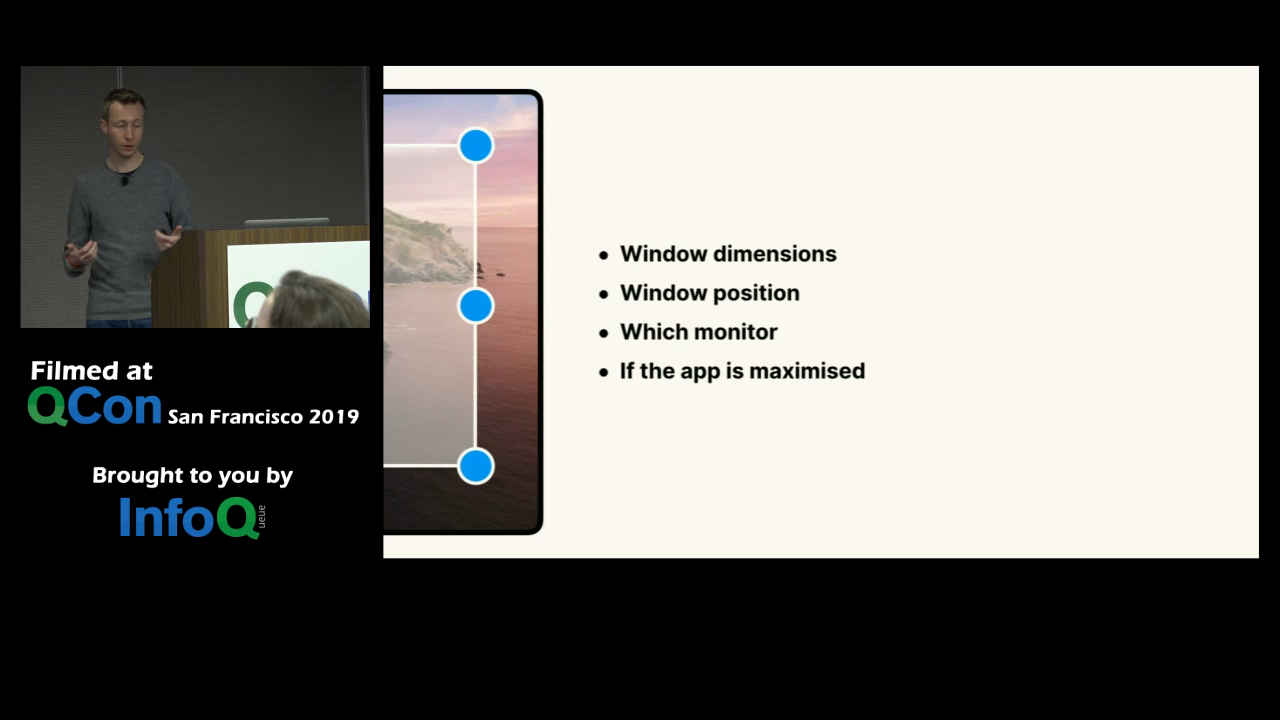 Filmed at
QCon San Francisco 2019
Brought to you by
InfoQ
ueue
• Window dimensions
• Window position
• Which monitor
• If the app is maximised